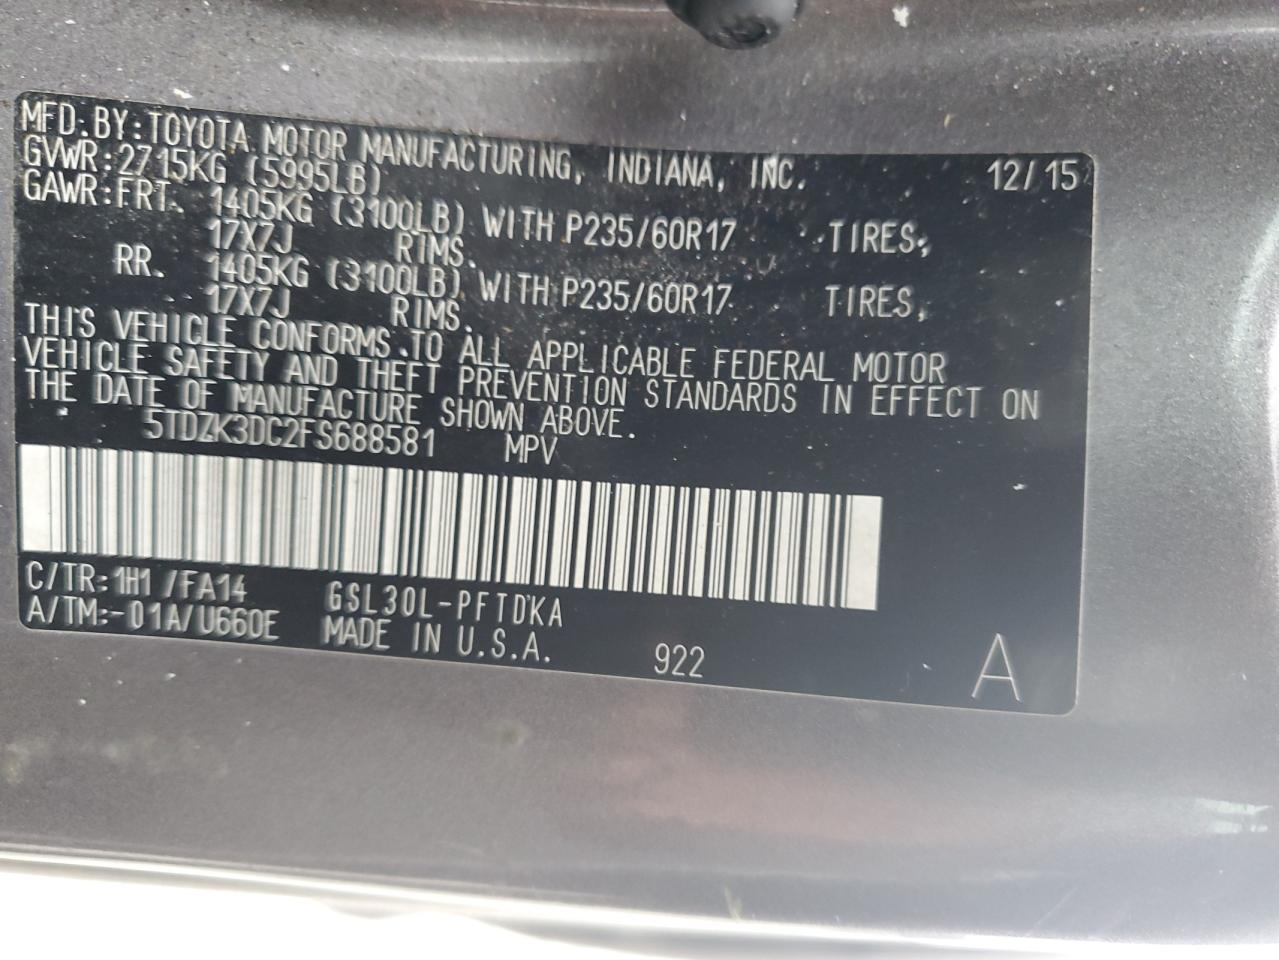 MFD. BY: TOYOTA MOTOR MANUFACTURING, INDIANA, INC. 12/15
GVWR: 2715KG (5995LB)
GAWR: FRT. 1405KG (3100LB) WITH P235/60R17 TIRES,
17X7J RIMS.
RR. 1405KG (3100LB) WITH P235/60R17 TIRES,
17X7J RIMS.
THIS VEHICLE CONFORMS TO ALL APPLICABLE FEDERAL MOTOR
VEHICLE SAFETY AND THEFT PREVENTION STANDARDS IN EFFECT ON
THE DATE OF MANUFACTURE SHOWN ABOVE.
5TDZK3DC2FS688581 MPV
C/TR: 1H1 /FA14 GSL30L-PFTDKA
A/TM:-01A/U660E MADE IN U.S.A. 922 A